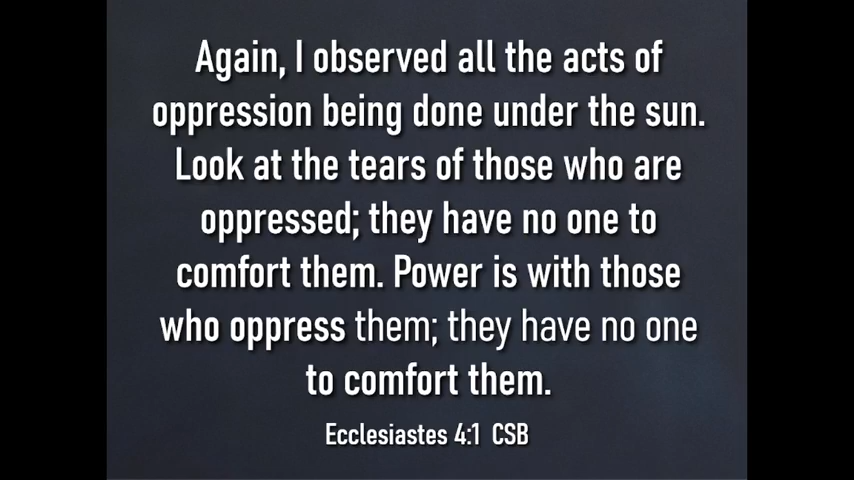 Again, I observed all the acts of
oppression being done under the sun.
Look at the tears of those who are
oppressed; they have no one to
comfort them. Power is with those
who oppress them; they have no one
to comfort them.
Ecclesiastes 4:1 CSB